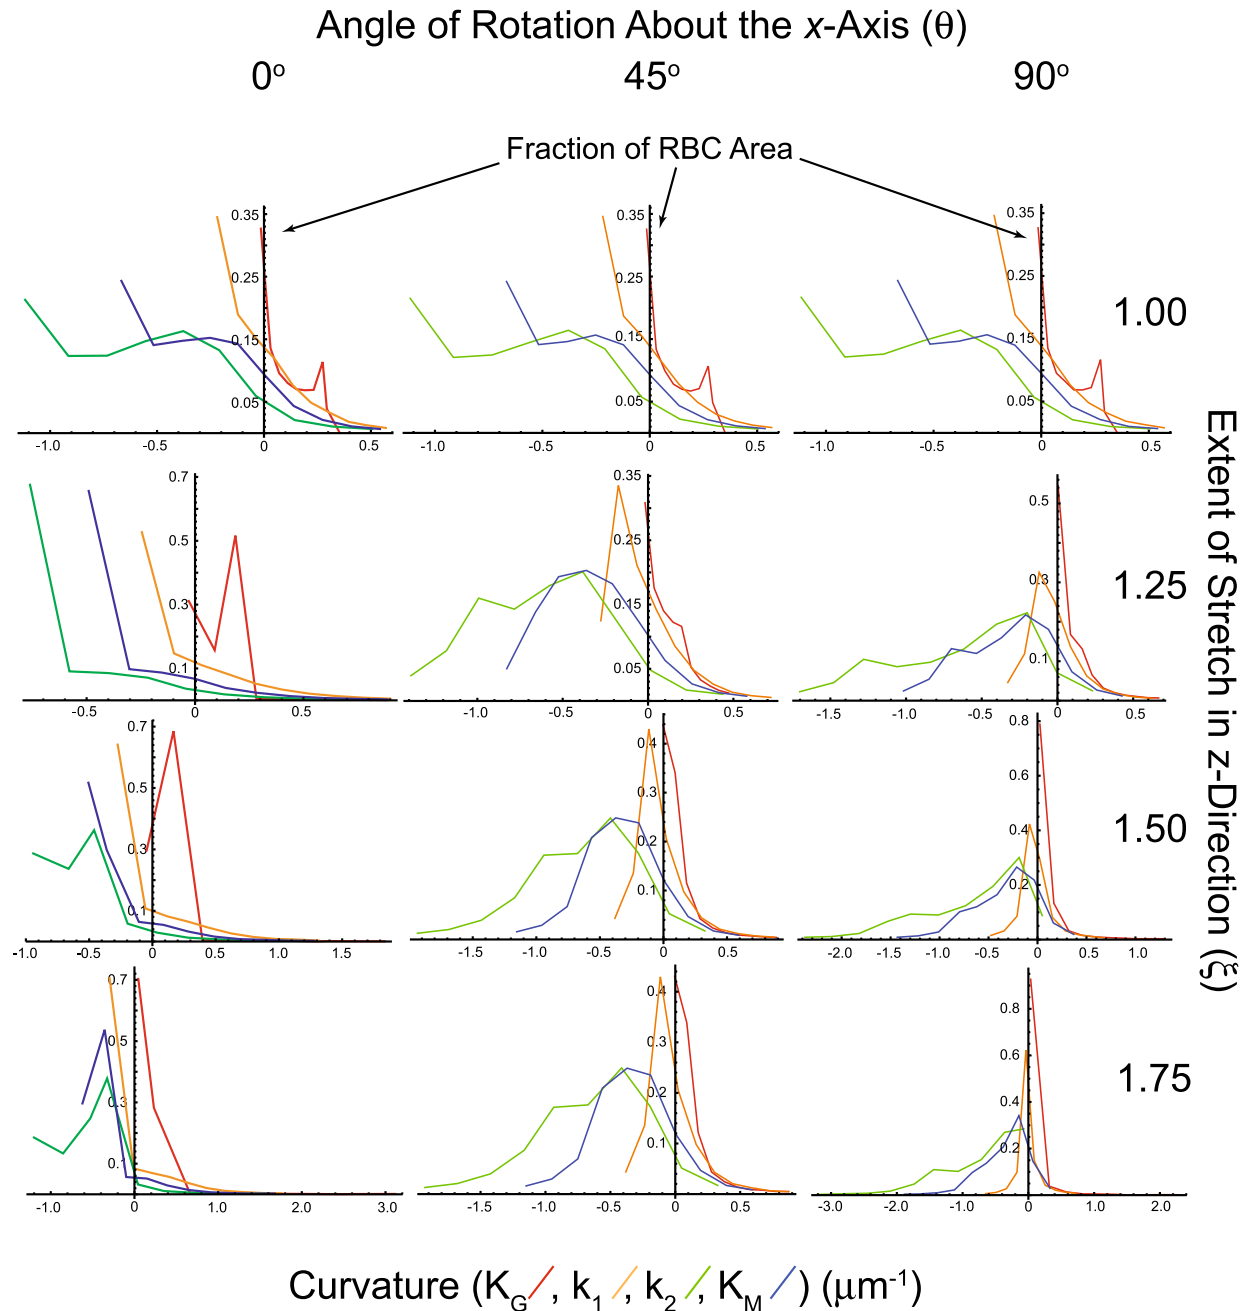 Angle of Rotation About the x-Axis (θ)
0º 45º 90º
Fraction of RBC Area
0.35 0.35 0.35
0.25 0.25 0.25
1.00
0.15 0.15 0.15
0.05 0.05 0.05
-1.0 -0.5 0 0.5 -1.0 -0.5 0 0.5 -1.0 -0.5 0 0.5
Extent of Stretch in z-Direction (ξ)
0.7 0.35
0.5 0.25 0.5
1.25
0.3 0.15 0.3
0.1 0.05 0.1
-0.5 0 0.5 -1.0 -0.5 0 0.5 -1.5 -1.0 -0.5 0 0.5
0.7 0.4 0.8
0.5 0.3 0.6
1.50
0.3 0.2 0.4
0.1 0.1 0.2
-1.0 -0.5 0 0.5 1.0 1.5 -1.5 -1.0 -0.5 0 0.5 -2.0 -1.5 -1.0 -0.5 0 0.5 1.0
0.7 0.4 0.8
0.5 0.3 0.6
1.75
0.3 0.2 0.4
0.1 0.1 0.2
-1.0 0 1.0 2.0 3.0 -1.5 -1.0 -0.5 0 0.5 -3.0 -2.0 -1.0 0 1.0 2.0
Curvature (K_G, k_1, k_2, K_M) (μm⁻¹)